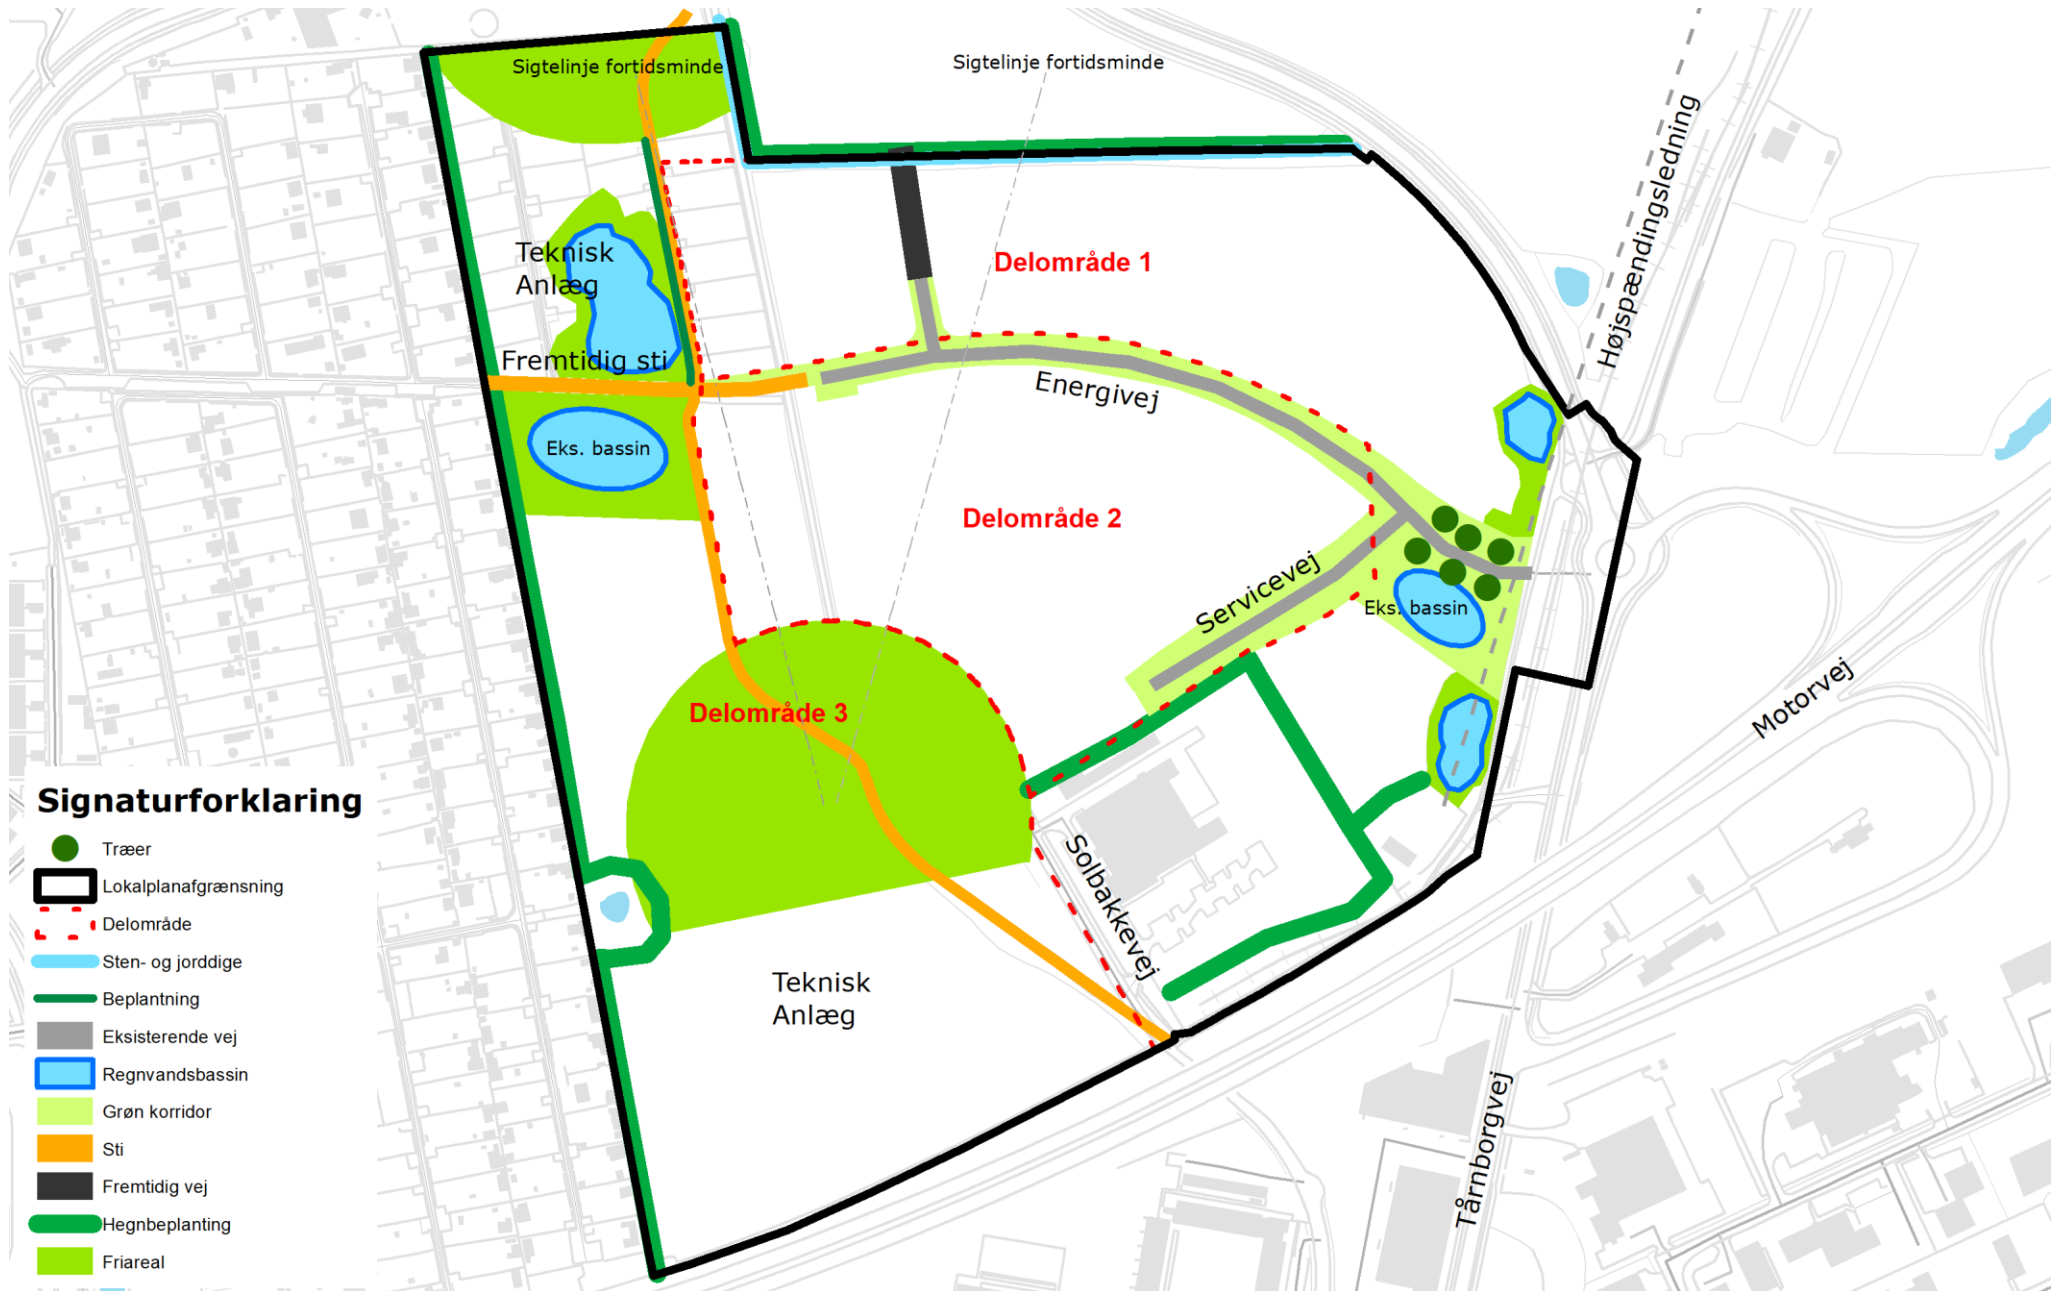 Sigtelinje fortidsminde
Sigtelinje fortidsminde
Højspændingsledning
Delområde 1
Teknisk
Anlæg
Fremtidig sti
Energivej
Eks. bassin
Delområde 2
Servicevej
Eks. bassin
Delområde 3
Motorvej
Solbakkevej
Teknisk
Anlæg
Tårnborgvej
Signaturforklaring
Træer
Lokalplanafgrænsning
Delområde
Sten- og jorddige
Beplantning
Eksisterende vej
Regnvandsbassin
Grøn korridor
Sti
Fremtidig vej
Hegnbeplanting
Friareal